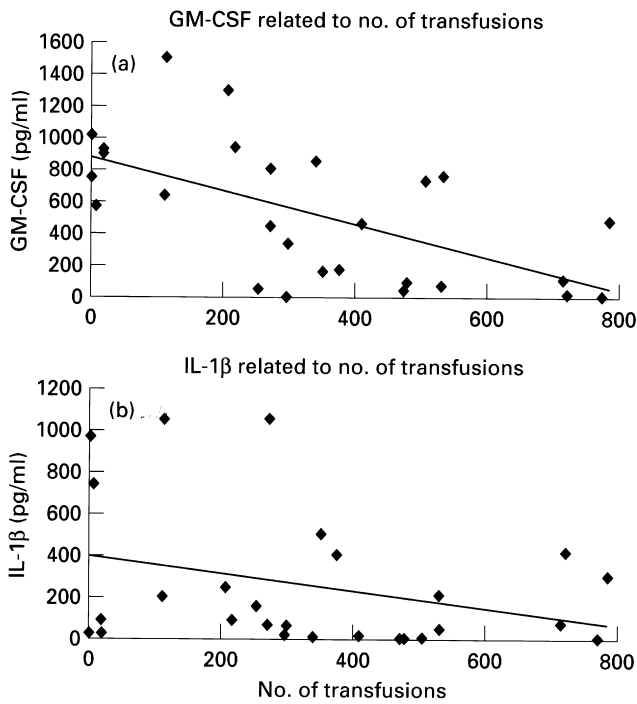 GM-CSF related to no. of transfusions
(a)
GM-CSF (pg/ml)
1600
1400
1200
1000
800
600
400
200
0
0 200 400 600 800
IL-1β related to no. of transfusions
(b)
IL-1β (pg/ml)
1200
1000
800
600
400
200
0
0 200 400 600 800
No. of transfusions